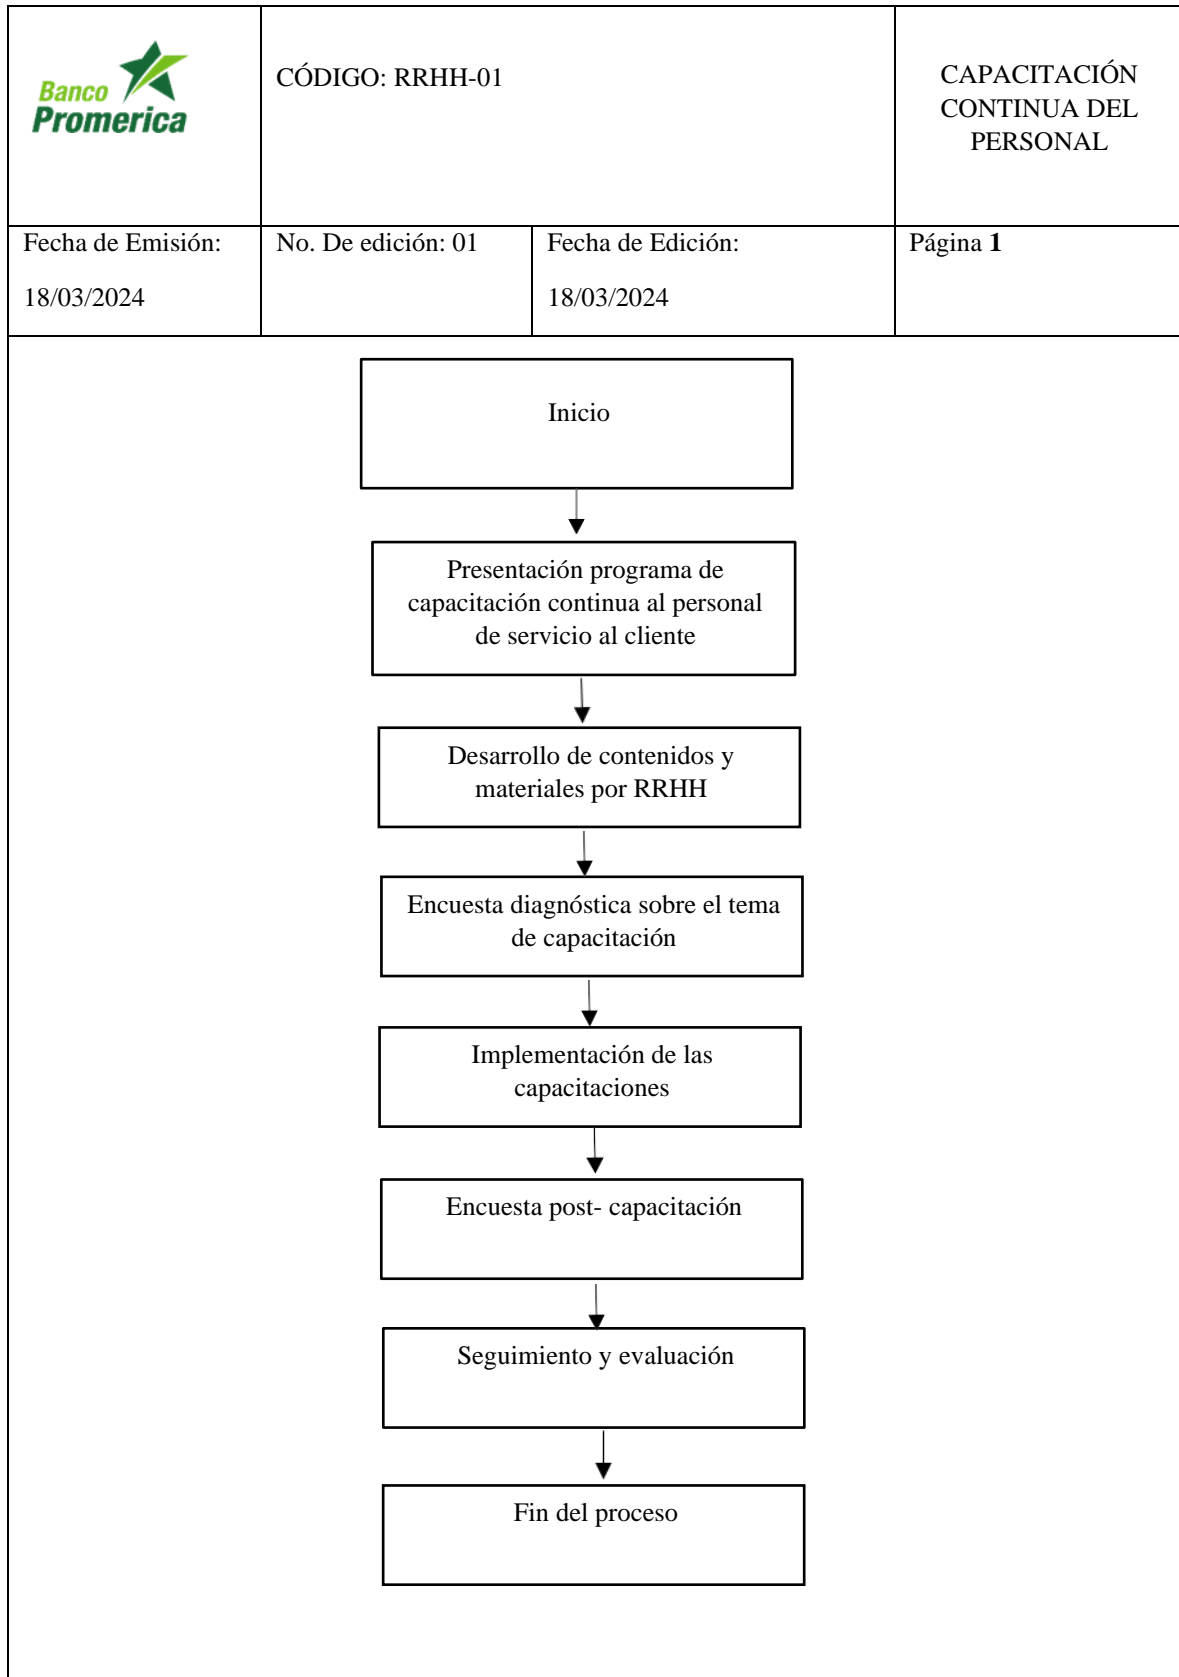 Banco
Promerica
CÓDIGO: RRHH-01
CAPACITACIÓN
CONTINUA DEL
PERSONAL
Fecha de Emisión:
18/03/2024
No. De edición: 01
Fecha de Edición:
18/03/2024
Página 1
Inicio
Presentación programa de
capacitación continua al personal
de servicio al cliente
Desarrollo de contenidos y
materiales por RRHH
Encuesta diagnóstica sobre el tema
de capacitación
Implementación de las
capacitaciones
Encuesta post- capacitación
Seguimiento y evaluación
Fin del proceso